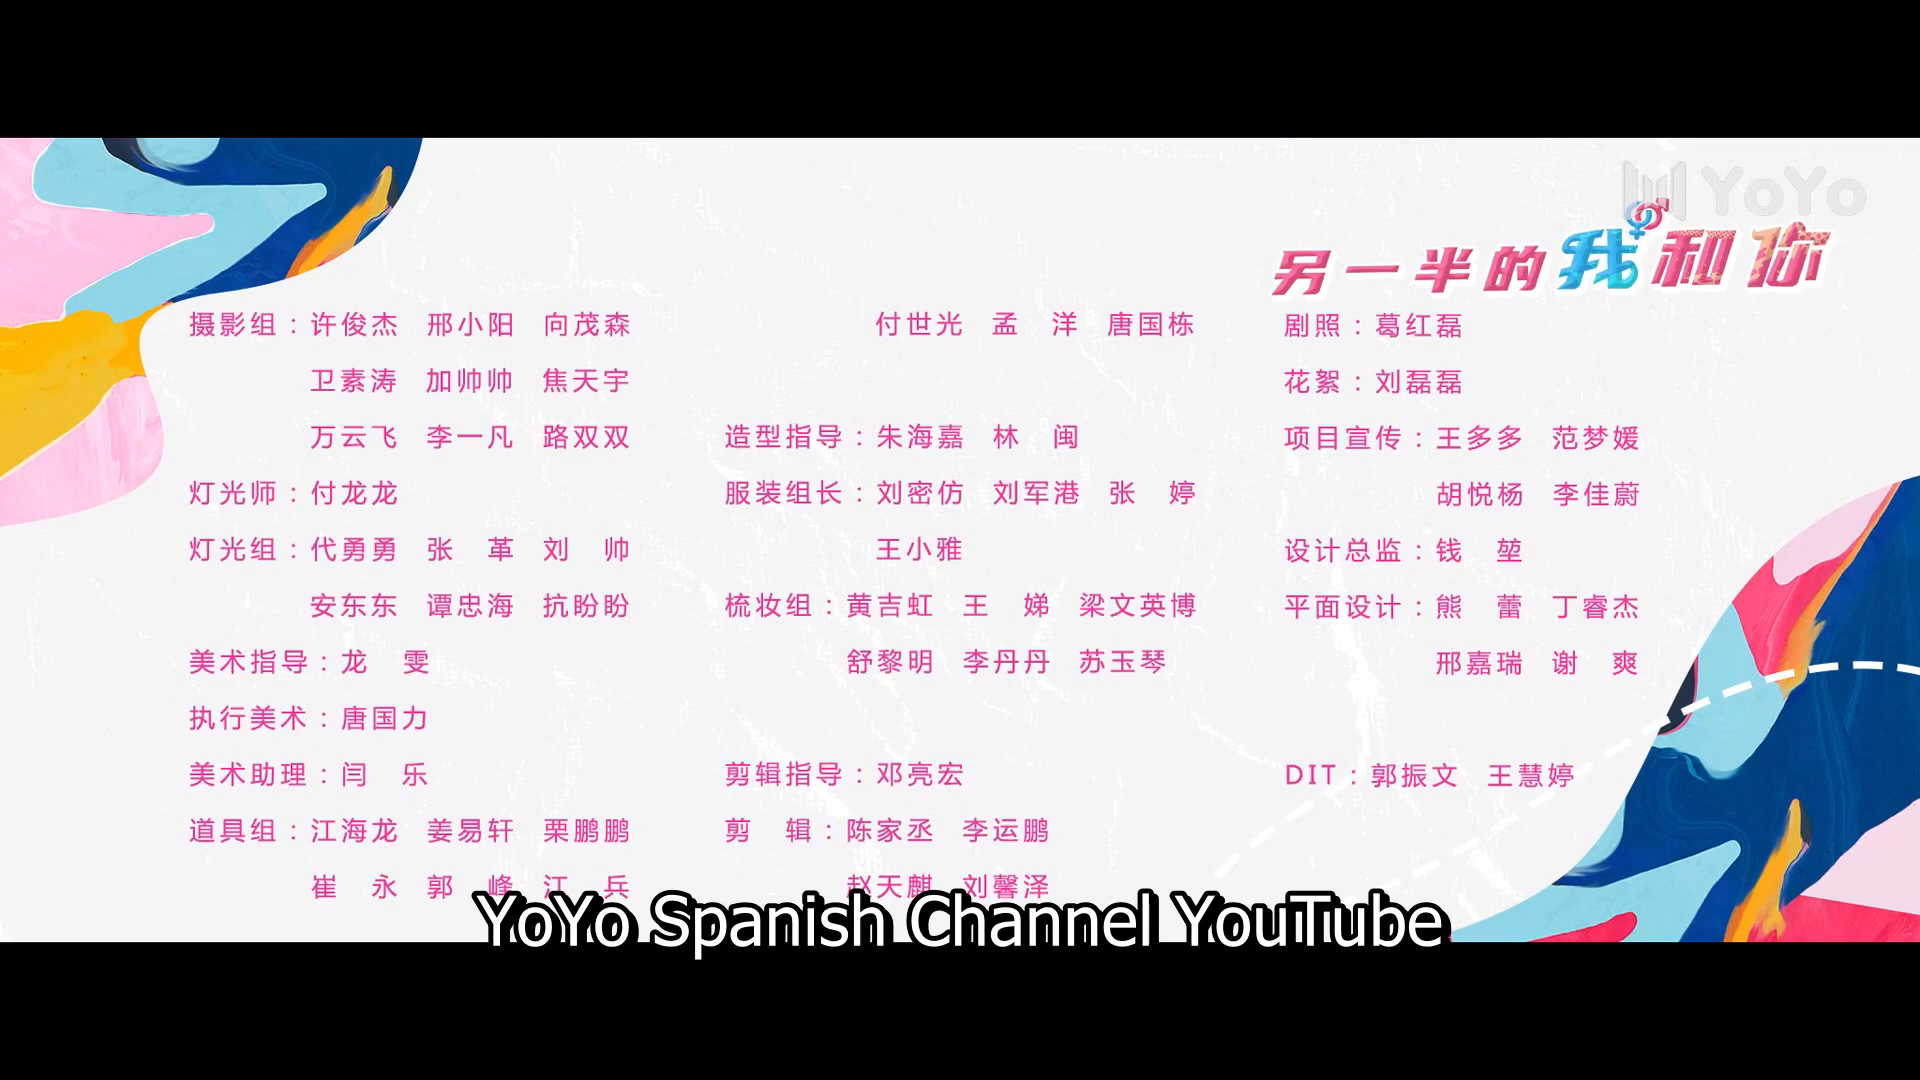 YoYo
另一半的我和你
摄影组：许俊杰 邢小阳 向茂森
卫素涛 加帅帅 焦天宇
万云飞 李一凡 路双双
灯光师：付龙龙
灯光组：代勇勇 张 革 刘 帅
安东东 谭忠海 抗盼盼
美术指导：龙 雯
执行美术：唐国力
美术助理：闫 乐
道具组：江海龙 姜易轩 栗鹏鹏
崔 永 郭 峰 江 兵
付世光 孟 洋 唐国栋
造型指导：朱海嘉 林 闽
服装组长：刘密仿 刘军港 张 婷
王小雅
梳妆组：黄吉虹 王 娣 梁文英博
舒黎明 李丹丹 苏玉琴
剪辑指导：邓亮宏
剪 辑：陈家丞 李运鹏
赵天麒 刘馨泽
剧照：葛红磊
花絮：刘磊磊
项目宣传：王多多 范梦媛
胡悦杨 李佳蔚
设计总监：钱 堃
平面设计：熊 蕾 丁睿杰
邢嘉瑞 谢 爽
DIT：郭振文 王慧婷
YoYo Spanish Channel YouTube